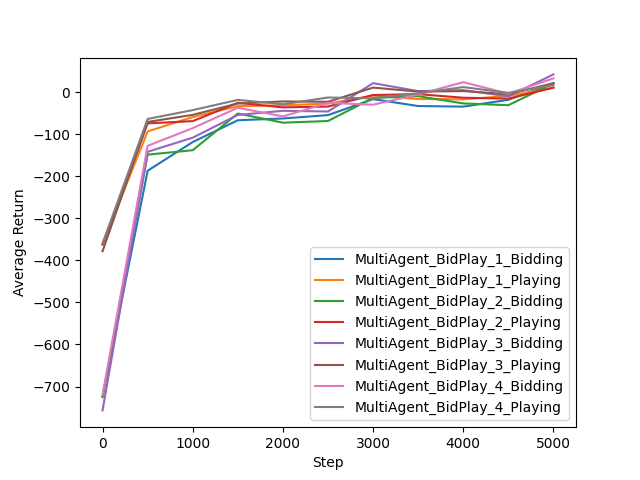 0
−100
−200
−300
−400
−500
−600
−700
Average Return
MultiAgent_BidPlay_1_Bidding
MultiAgent_BidPlay_1_Playing
MultiAgent_BidPlay_2_Bidding
MultiAgent_BidPlay_2_Playing
MultiAgent_BidPlay_3_Bidding
MultiAgent_BidPlay_3_Playing
MultiAgent_BidPlay_4_Bidding
MultiAgent_BidPlay_4_Playing
0 1000 2000 3000 4000 5000
Step